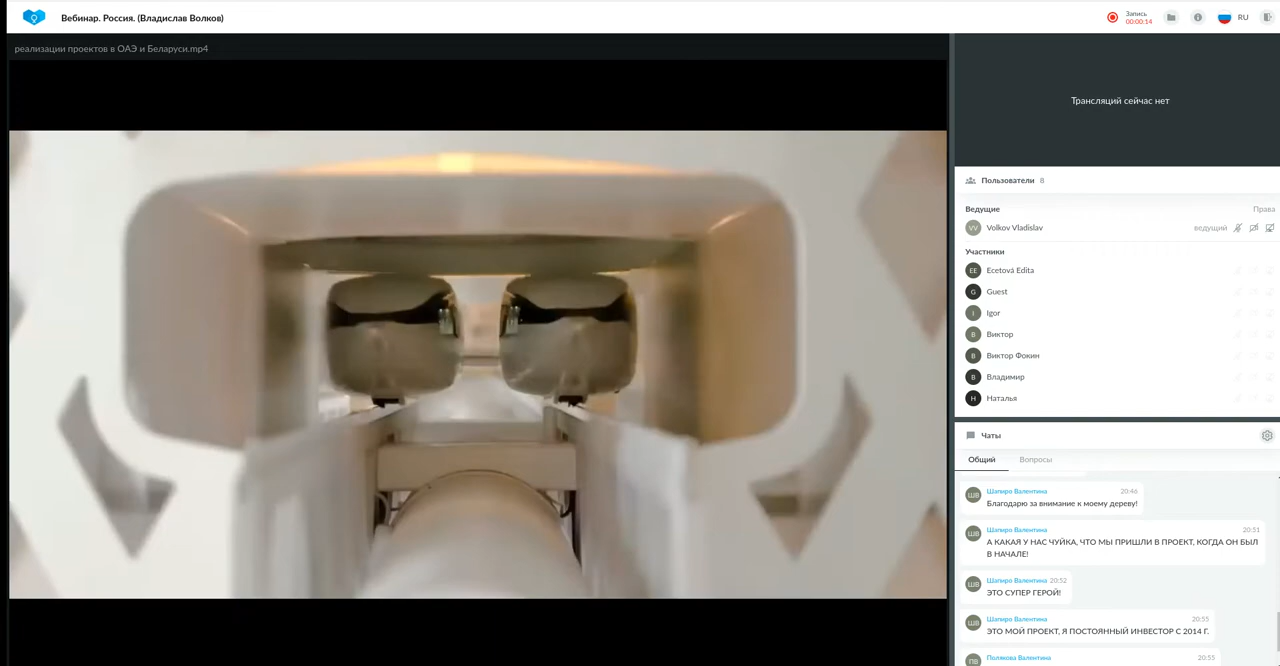 Вебинар. Россия. (Владислав Волков)
Запись
00:00:14
RU
реализации проектов в ОАЭ и Беларуси.mp4
Трансляций сейчас нет
Пользователи 8
Ведущие Права
VV Volkov Vladislav ведущий
Участники
EE Ecetová Edita
G Guest
I Igor
В Виктор
В Виктор Фокин
В Владимир
Н Наталья
Чаты
Общий Вопросы
ШВ Шапиро Валентина 20:46
Благодарю за внимание к моему дереву!
ШВ Шапиро Валентина 20:51
А КАКАЯ У НАС ЧУЙКА, ЧТО МЫ ПРИШЛИ В ПРОЕКТ, КОГДА ОН БЫЛ
В НАЧАЛЕ!
ШВ Шапиро Валентина 20:52
ЭТО СУПЕР ГЕРОЙ!
ШВ Шапиро Валентина 20:55
ЭТО МОЙ ПРОЕКТ, Я ПОСТОЯННЫЙ ИНВЕСТОР С 2014 Г.
ПВ Полякова Валентина 20:55